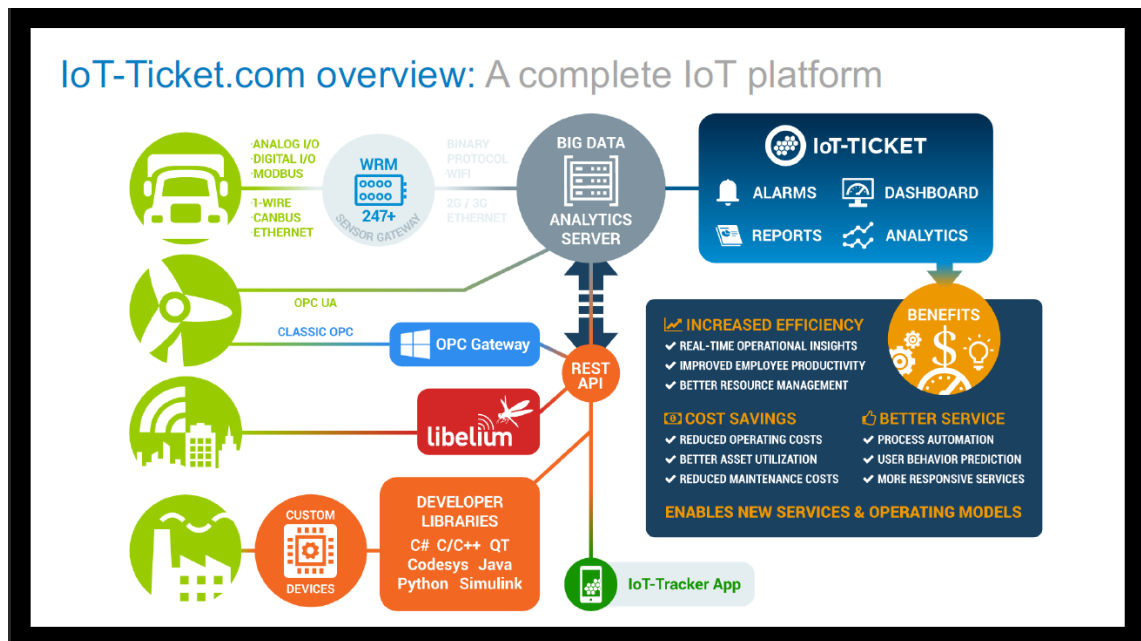 IoT-Ticket.com overview: A complete IoT platform
·ANALOG I/O
·DIGITAL I/O
·MODBUS
·1-WIRE
·CANBUS
·ETHERNET
WRM
247+
SENSOR GATEWAY
BINARY
PROTOCOL
·WIFI
2G / 3G
ETHERNET
BIG DATA
ANALYTICS
SERVER
IoT-TICKET
ALARMS
DASHBOARD
REPORTS
ANALYTICS
OPC UA
CLASSIC OPC
OPC Gateway
REST
API
libelium
CUSTOM
DEVICES
DEVELOPER
LIBRARIES
C# C/C++ QT
Codesys Java
Python Simulink
IoT-Tracker App
BENEFITS
INCREASED EFFICIENCY
REAL-TIME OPERATIONAL INSIGHTS
IMPROVED EMPLOYEE PRODUCTIVITY
BETTER RESOURCE MANAGEMENT
COST SAVINGS
REDUCED OPERATING COSTS
BETTER ASSET UTILIZATION
REDUCED MAINTENANCE COSTS
BETTER SERVICE
PROCESS AUTOMATION
USER BEHAVIOR PREDICTION
MORE RESPONSIVE SERVICES
ENABLES NEW SERVICES & OPERATING MODELS